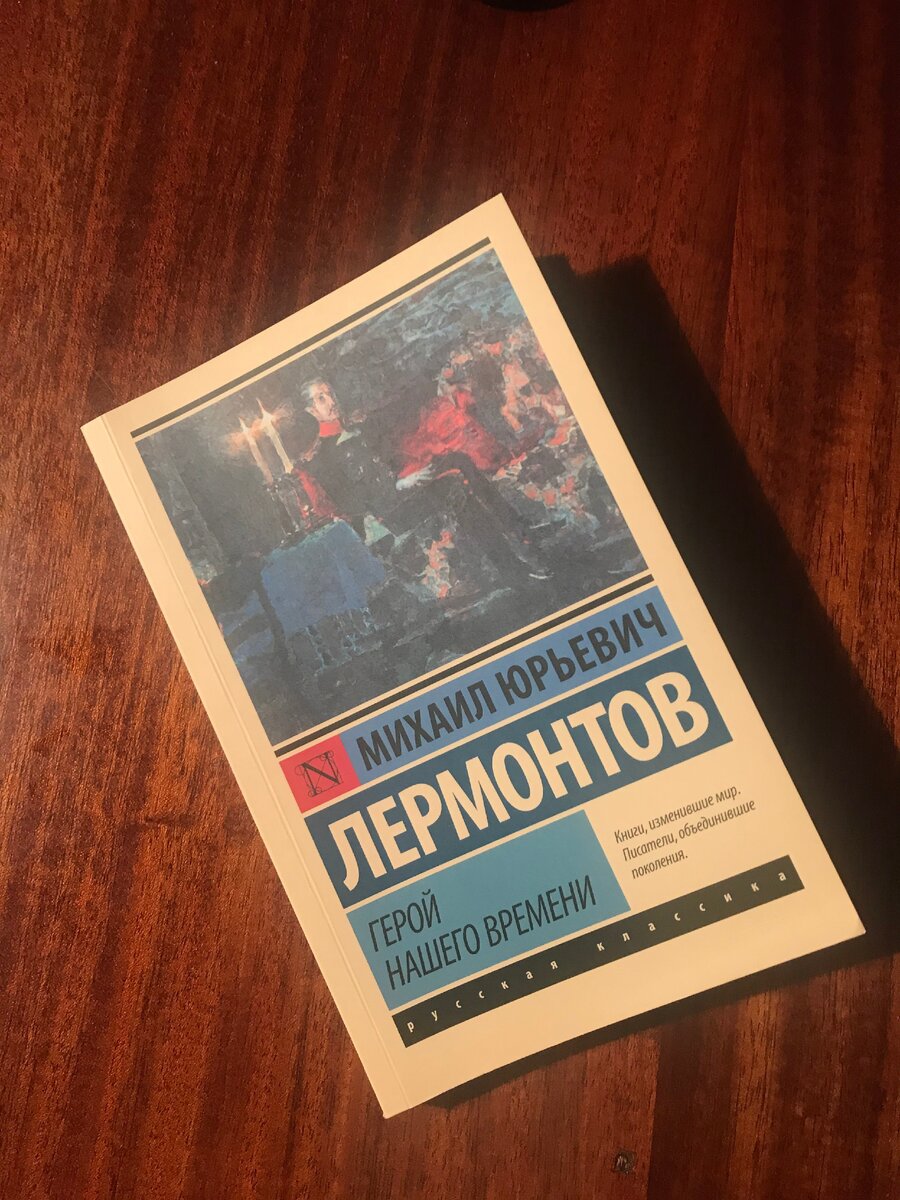 МИХАИЛ ЮРЬЕВИЧ
N
ЛЕРМОНТОВ
ГЕРОЙ
НАШЕГО ВРЕМЕНИ
Книги, изменившие мир.
Писатели, объединившие
поколения.
русская классика